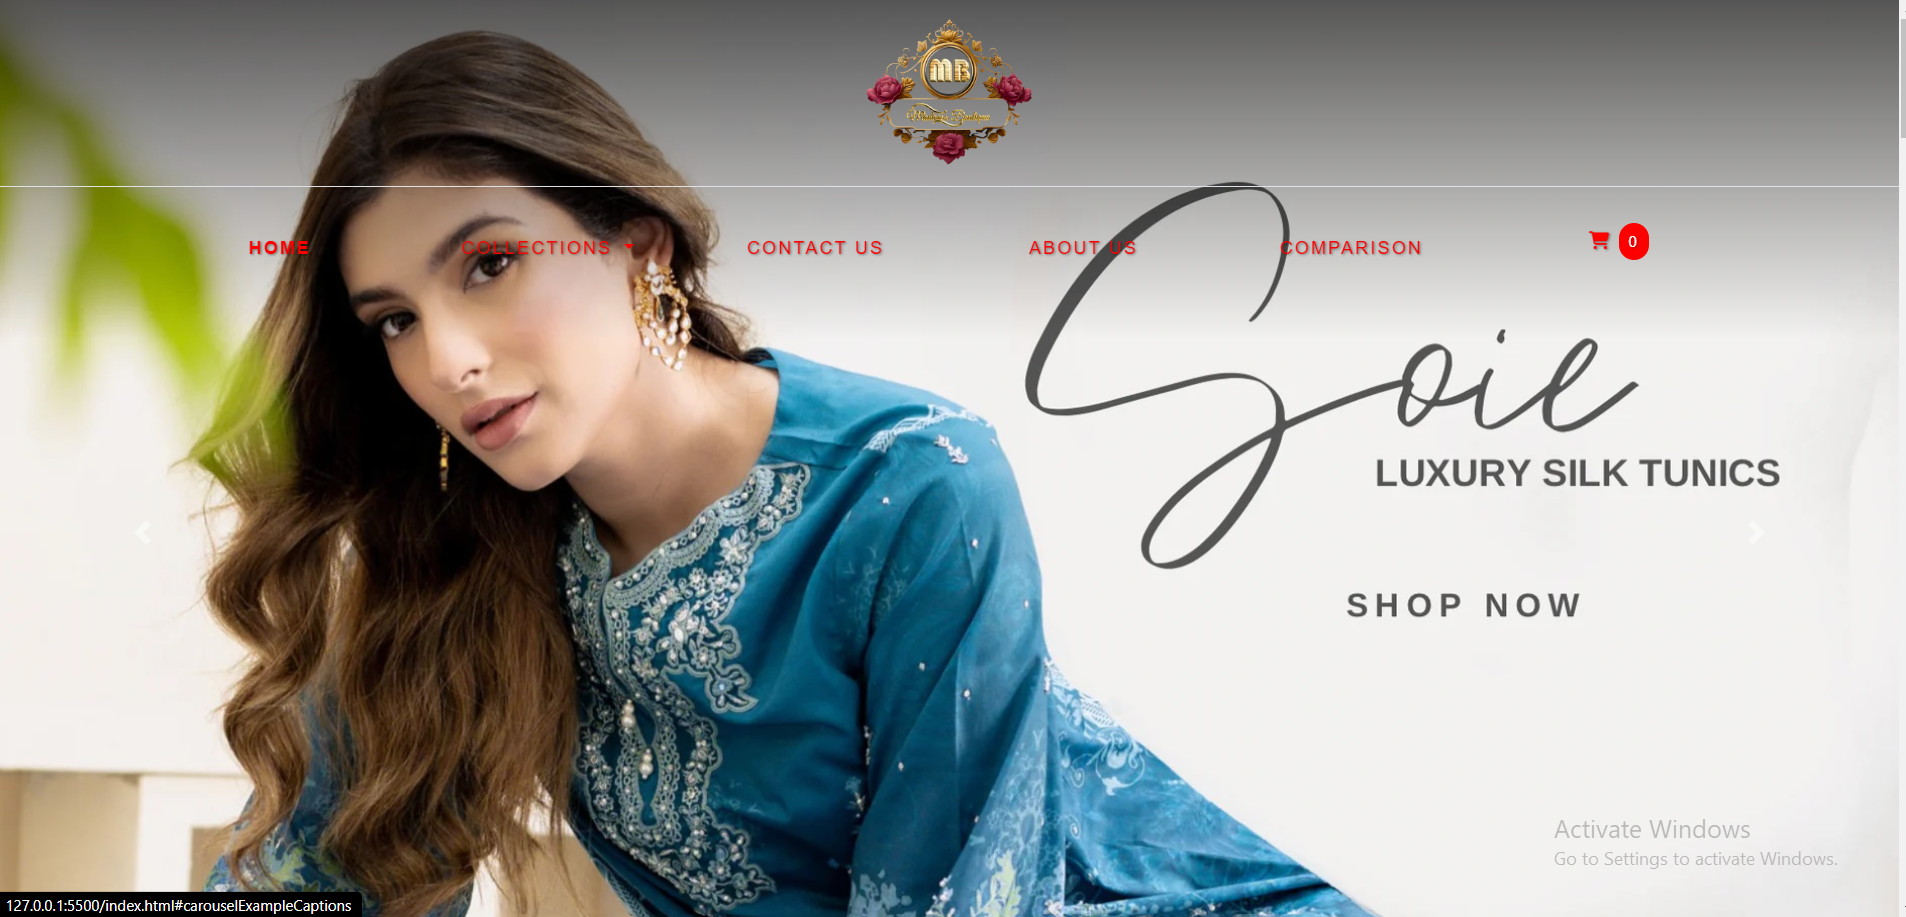 MB
HOME
COLLECTIONS
CONTACT US
ABOUT US
COMPARISON
0
Soie
LUXURY SILK TUNICS
SHOP NOW
Activate Windows
Go to Settings to activate Windows.
127.0.0.1:5500/index.html#carouselExampleCaptions